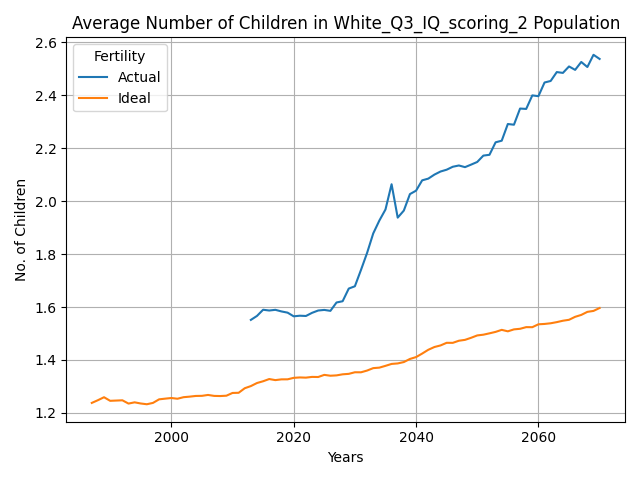 Average Number of Children in White_Q3_IQ_scoring_2 Population
Fertility
Actual
Ideal
No. of Children
2.6
2.4
2.2
2.0
1.8
1.6
1.4
1.2
2000 2020 2040 2060
Years